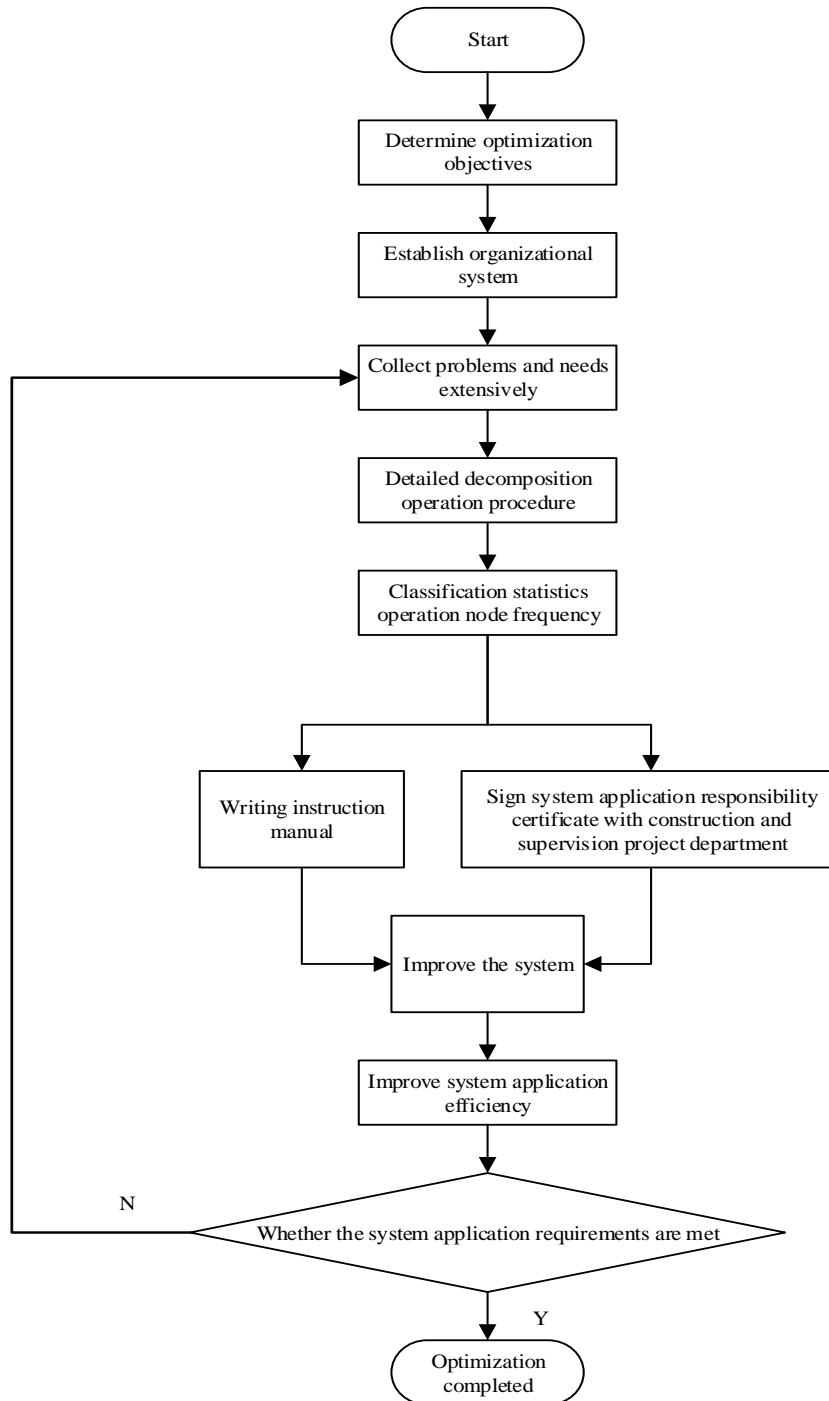 Start
Determine optimization
objectives
Establish organizational
system
Collect problems and needs
extensively
Detailed decomposition
operation procedure
Classification statistics
operation node frequency
Writing instruction
manual
Sign system application responsibility
certificate with construction and
supervision project department
Improve the system
Improve system application
efficiency
N
Whether the system application requirements are met
Y
Optimization
completed